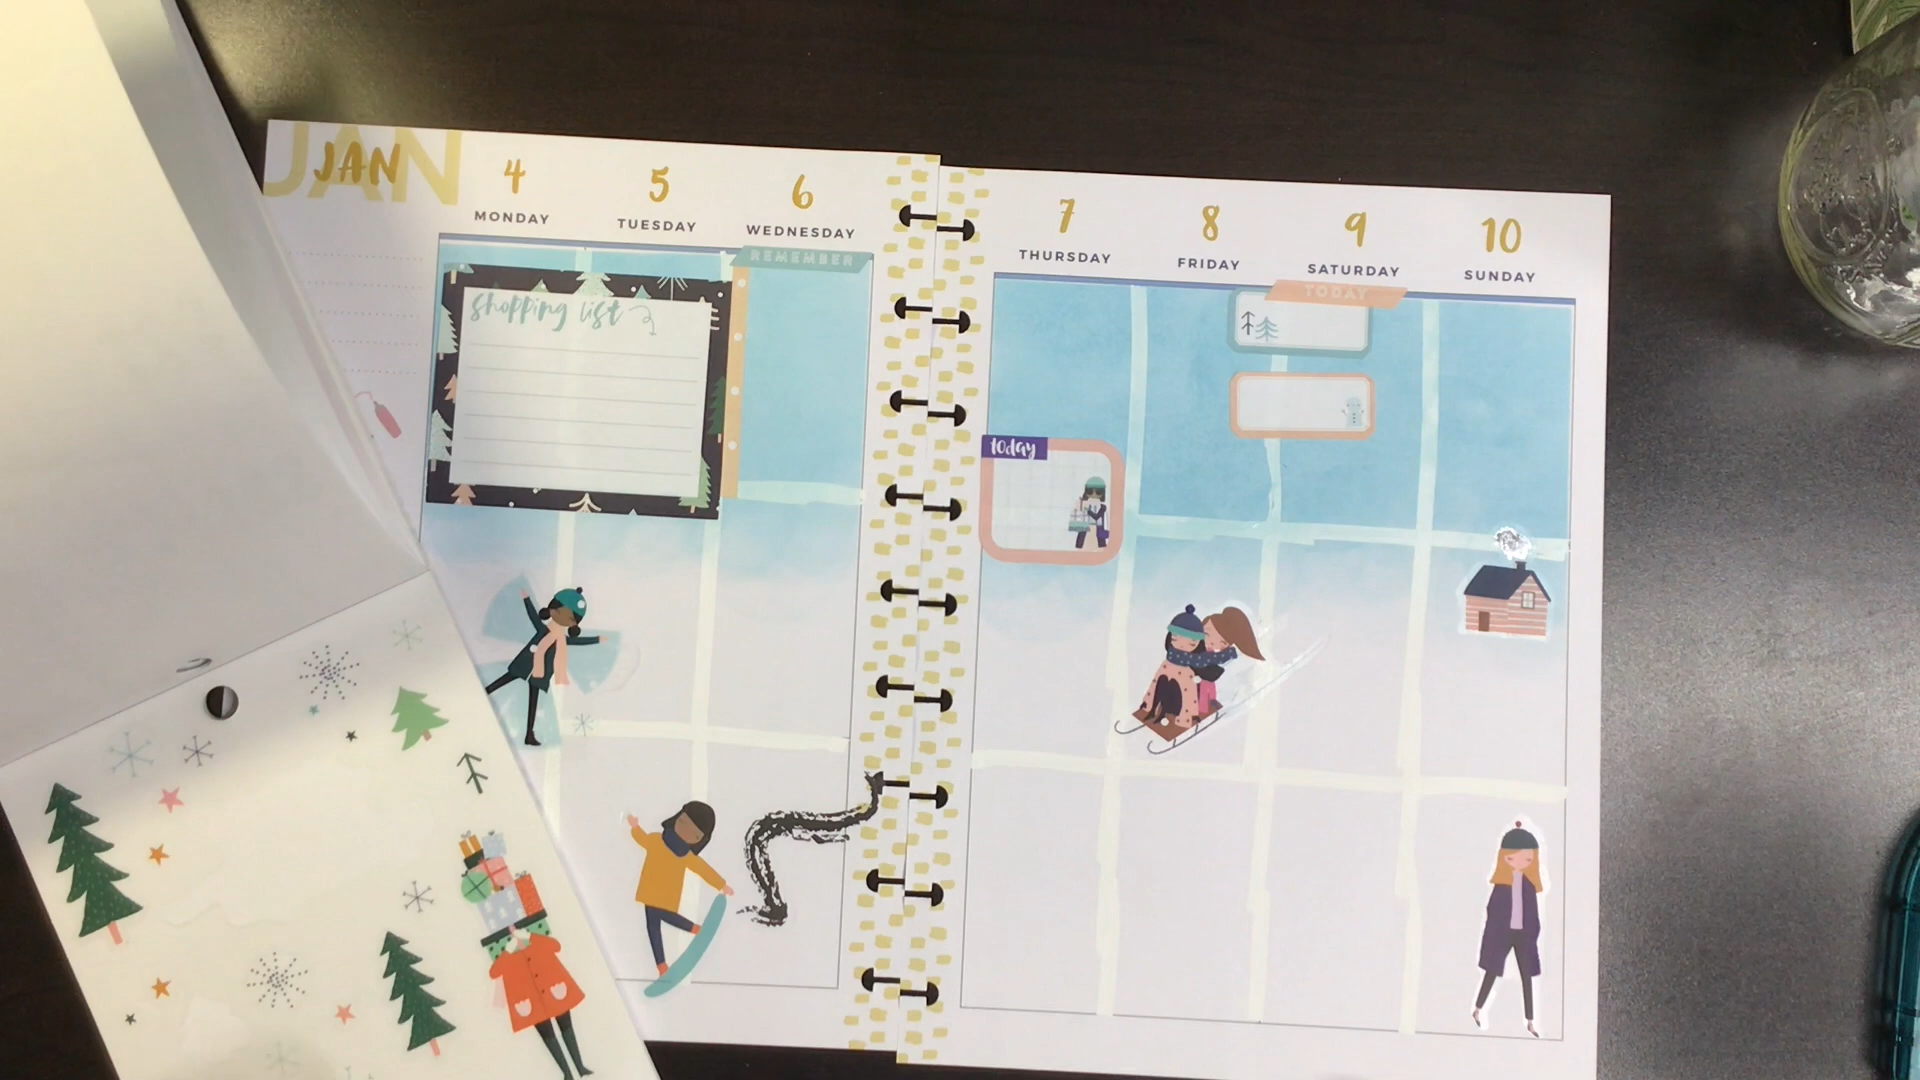 JAN
JAN
4 5 6
MONDAY TUESDAY WEDNESDAY
REMEMBER
shopping list
7 8 9 10
THURSDAY FRIDAY SATURDAY SUNDAY
TODAY
today